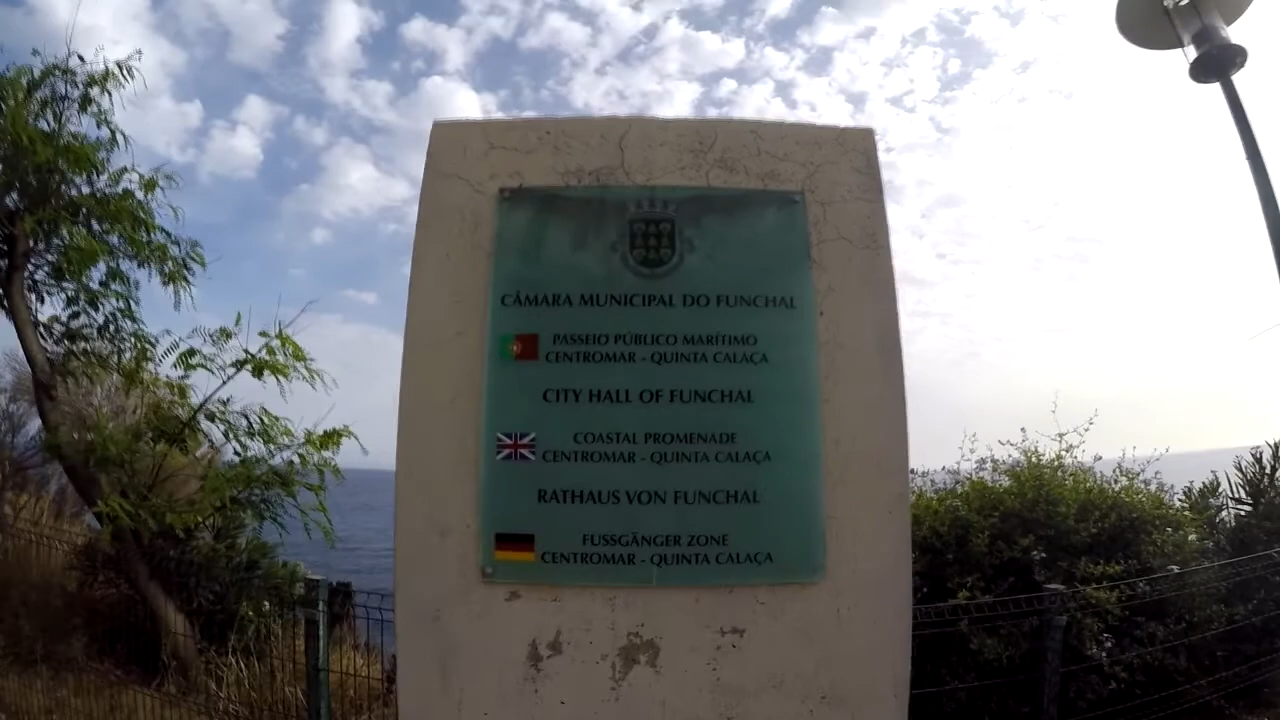 CÂMARA MUNICIPAL DO FUNCHAL
PASSEIO PÚBLICO MARÍTIMO
CENTROMAR - QUINTA CALAÇA
CITY HALL OF FUNCHAL
COASTAL PROMENADE
CENTROMAR - QUINTA CALAÇA
RATHAUS VON FUNCHAL
FUSSGÄNGER ZONE
CENTROMAR - QUINTA CALAÇA